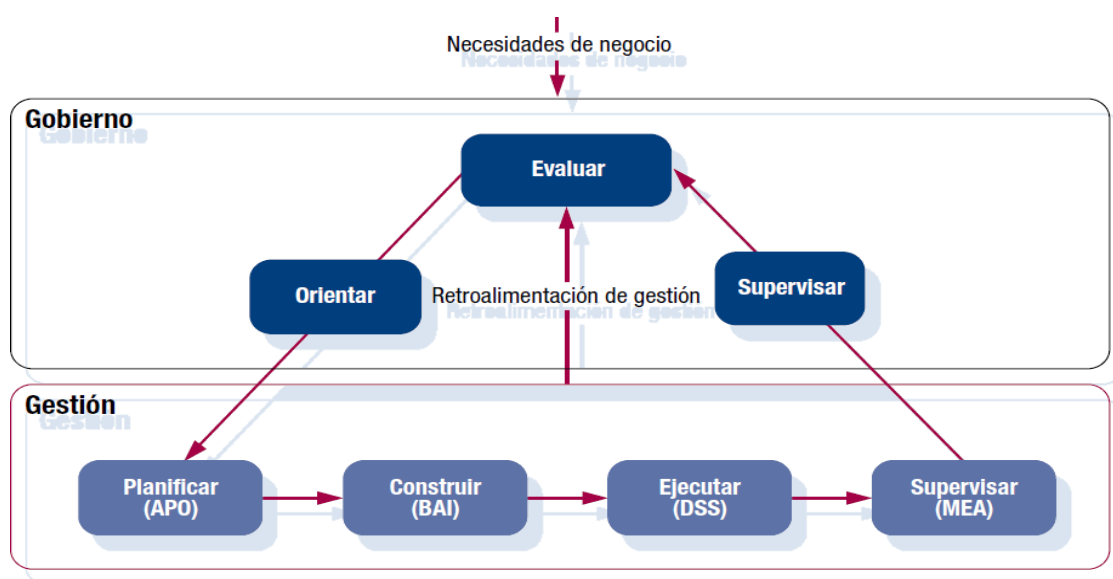 Necesidades de negocio
Gobierno
Evaluar
Orientar
Retroalimentación de gestión
Supervisar
Gestión
Planificar
(APO)
Construir
(BAI)
Ejecutar
(DSS)
Supervisar
(MEA)